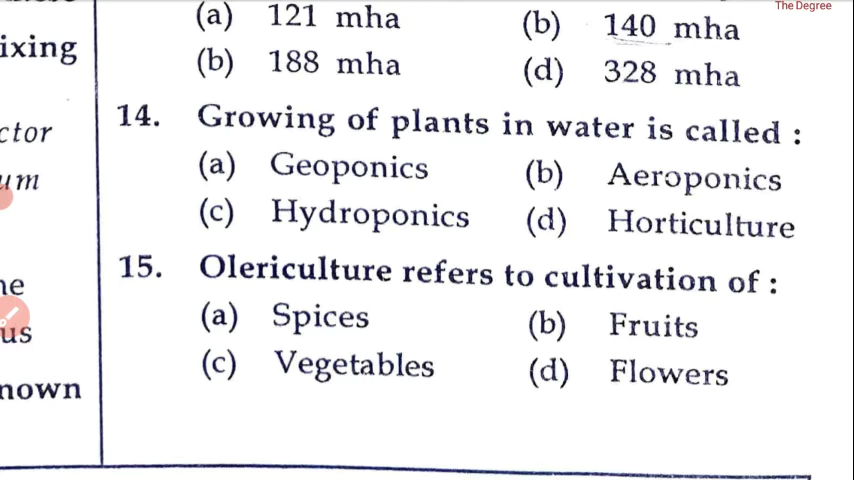 The Degree
ixing
ctor
um
us
nown
(a) 121 mha (b) 140 mha
(b) 188 mha (d) 328 mha
14. Growing of plants in water is called :
(a) Geoponics (b) Aeroponics
(c) Hydroponics (d) Horticulture
15. Olericulture refers to cultivation of :
(a) Spices (b) Fruits
(c) Vegetables (d) Flowers